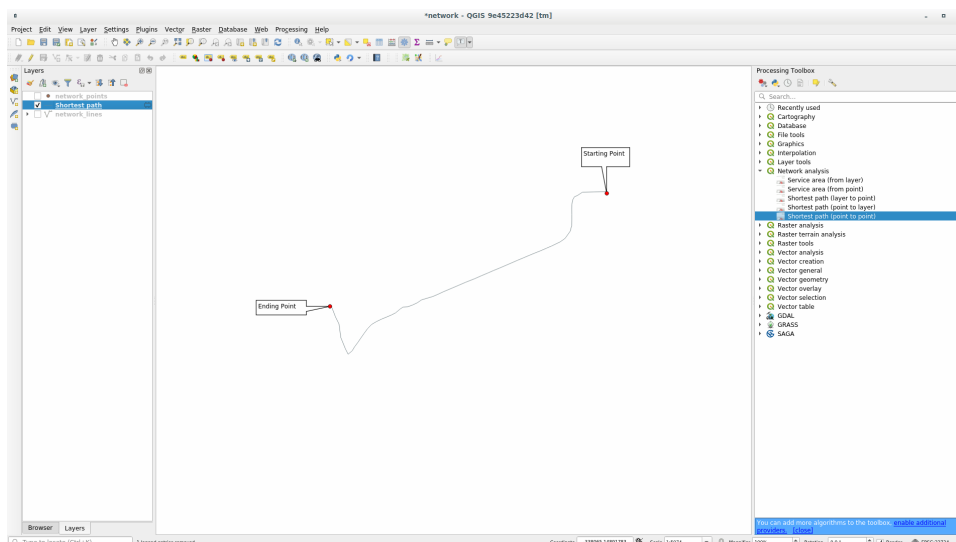 *network - QGIS 9e45223d42 [tm]
Project Edit View Layer Settings Plugins Vector Raster Database Web Processing Help
Layers
network_points
Shortest path
network_lines
Browser Layers
Starting Point
Ending Point
Processing Toolbox
Search...
Recently used
Cartography
Database
File tools
Graphics
Interpolation
Layer tools
Network analysis
Service area (from layer)
Service area (from point)
Shortest path (layer to point)
Shortest path (point to layer)
Shortest path (point to point)
Raster analysis
Raster terrain analysis
Raster tools
Vector analysis
Vector creation
Vector general
Vector geometry
Vector overlay
Vector selection
Vector table
GDAL
GRASS
SAGA
You can add more algorithms to the toolbox, enable additional
providers. [close]